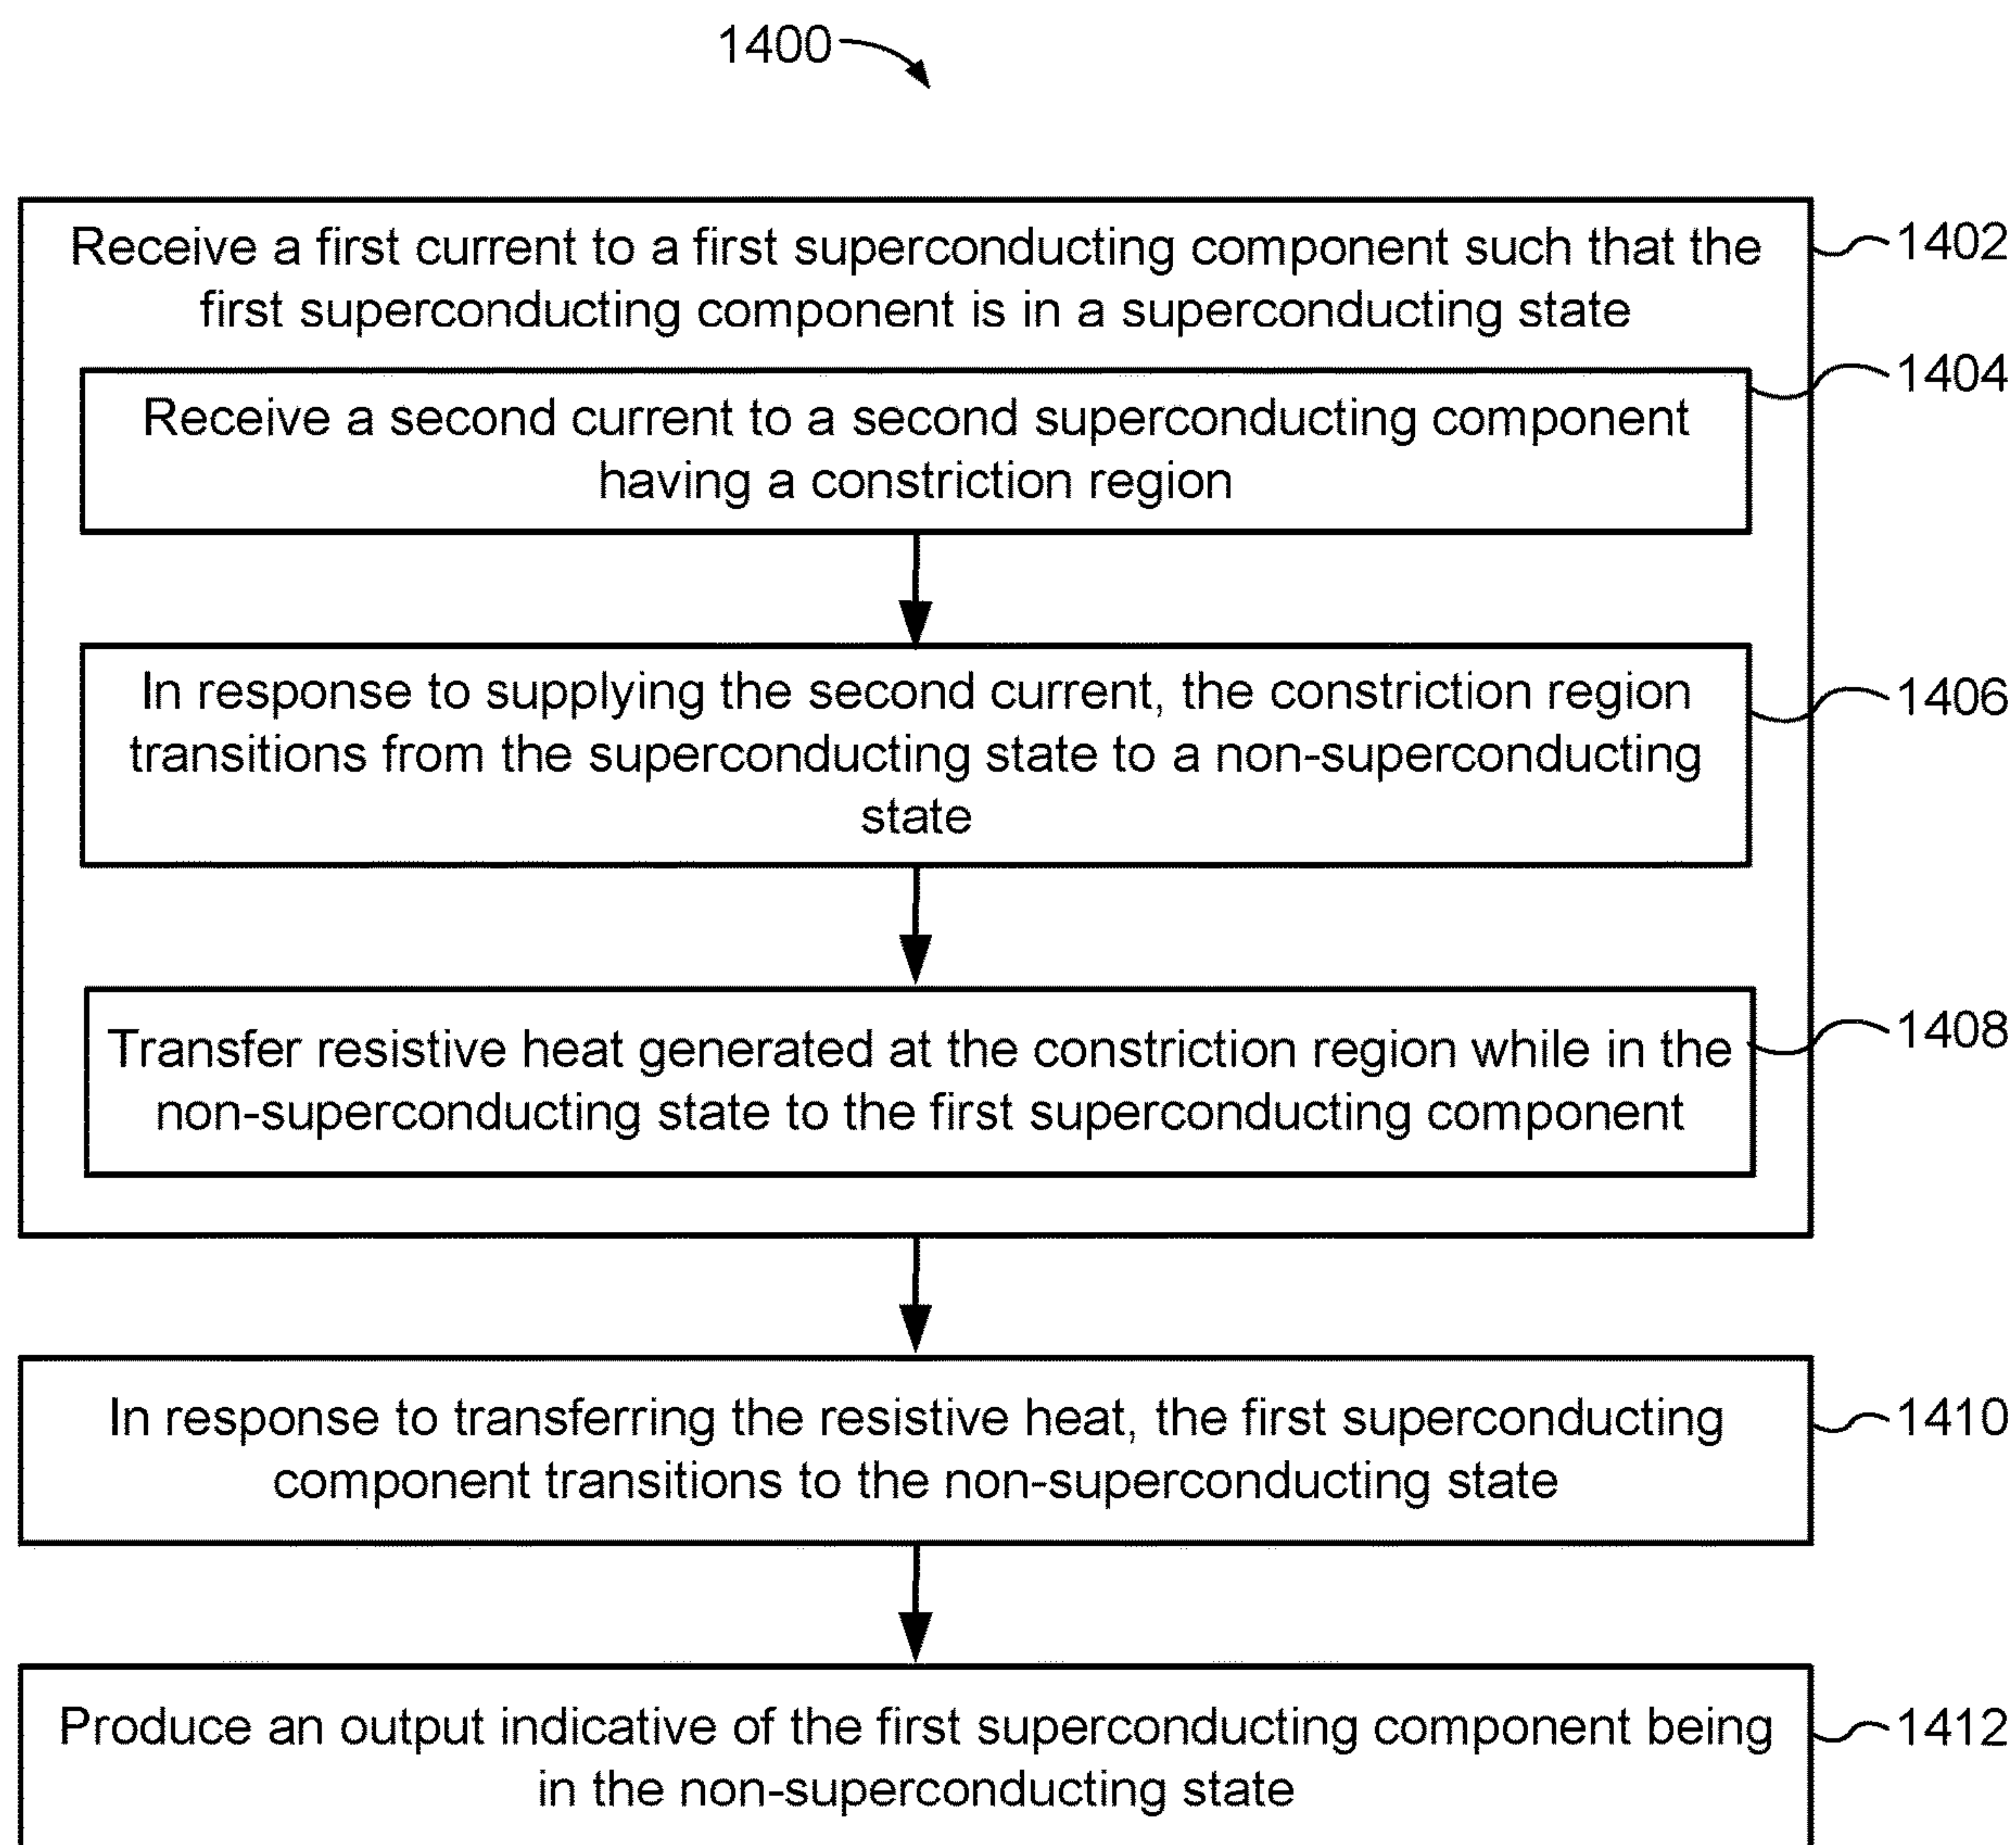 1400
Receive a first current to a first superconducting component such that the
first superconducting component is in a superconducting state
1402
Receive a second current to a second superconducting component
having a constriction region
1404
In response to supplying the second current, the constriction region
transitions from the superconducting state to a non-superconducting
state
1406
Transfer resistive heat generated at the constriction region while in the
non-superconducting state to the first superconducting component
1408
In response to transferring the resistive heat, the first superconducting
component transitions to the non-superconducting state
1410
Produce an output indicative of the first superconducting component being
in the non-superconducting state
1412